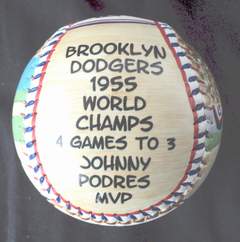 BROOKLYN
DODGERS
1955
WORLD
CHAMPS
4 GAMES TO 3
JOHNNY
PODRES
MVP